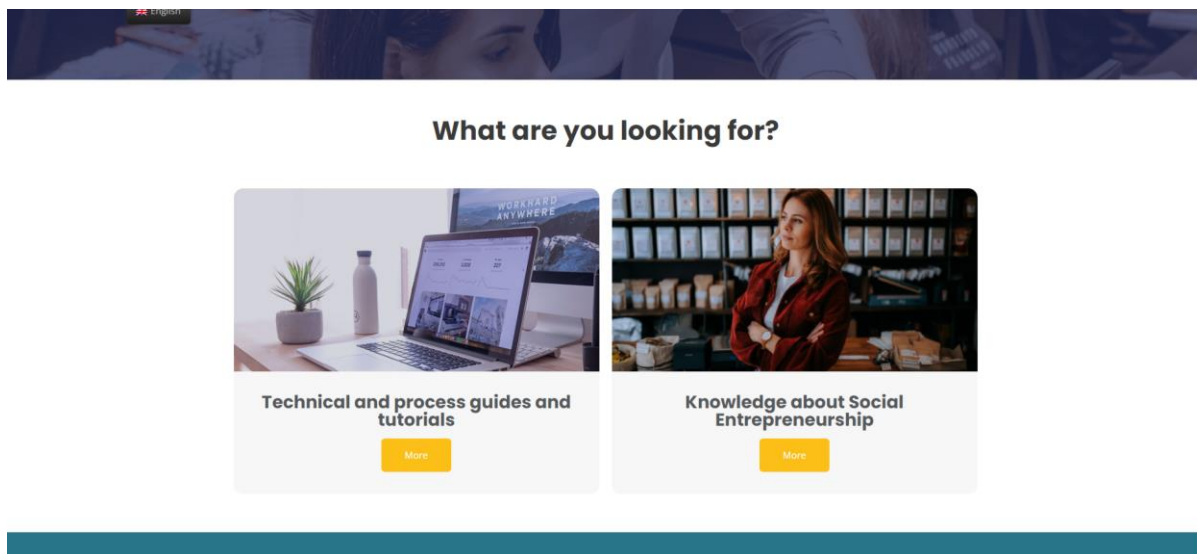 English
What are you looking for?
WORKHARD
ANYWHERE
Technical and process guides and
tutorials
More
Knowledge about Social
Entrepreneurship
More